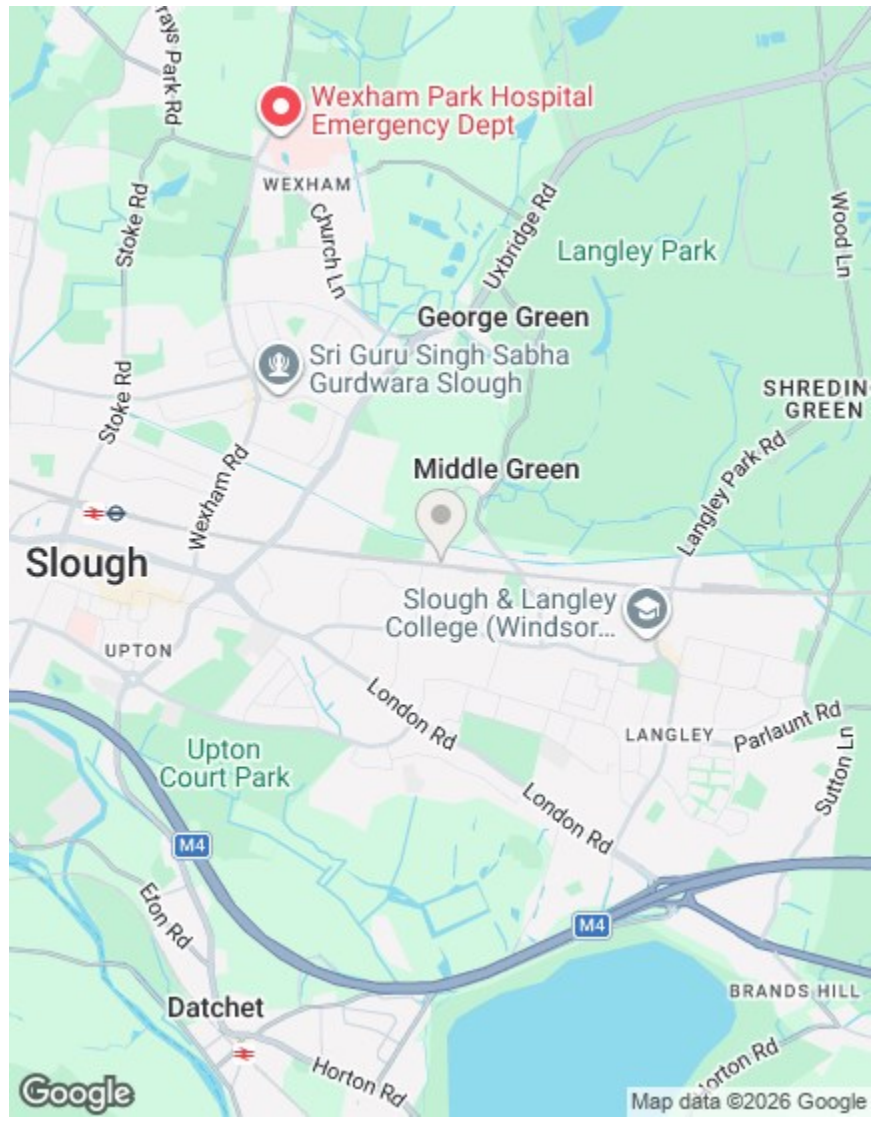 rays Park Rd
Wexham Park Hospital
Emergency Dept
WEXHAM
Stoke Rd
Church Ln
Uxbridge Rd
Wood Ln
Langley Park
George Green
Sri Guru Singh Sabha
Gurdwara Slough
Stoke Rd
SHREDIN
GREEN
Wexham Rd
Middle Green
Langley Park Rd
Slough
Slough & Langley
College (Windsor...
UPTON
London Rd
LANGLEY
Parlaunt Rd
Upton
Court Park
Sutton Ln
London Rd
M4
Eton Rd
M4
BRANDS HILL
Datchet
Horton Rd
Horton Rd
Google
Map data ©2026 Google